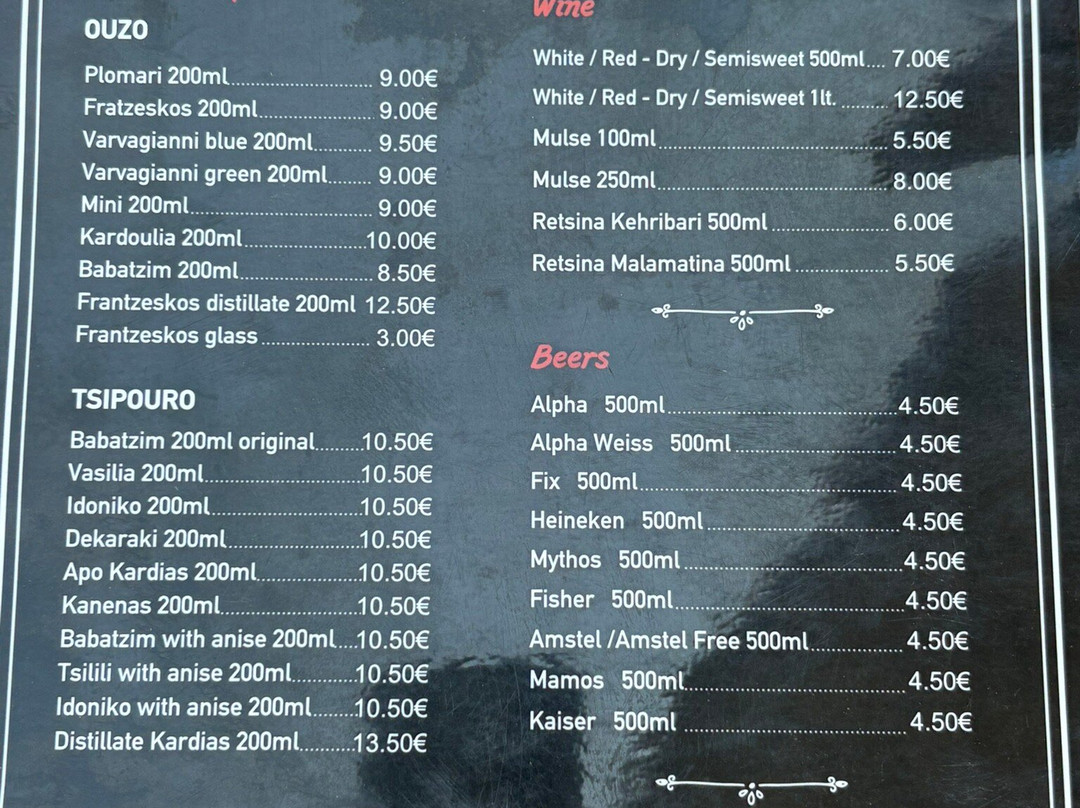 OUZO
Plomari 200ml.......................... 9.00€
Fratzeskos 200ml..................... 9.00€
Varvagianni blue 200ml........... 9.50€
Varvagianni green 200ml........ 9.00€
Mini 200ml.................................. 9.00€
Kardoulia 200ml.......................10.00€
Babatzim 200ml......................... 8.50€
Frantzeskos distillate 200ml 12.50€
Frantzeskos glass.................... 3.00€
TSIPOURO
Babatzim 200ml original.........10.50€
Vasilia 200ml.............................10.50€
Idoniko 200ml............................10.50€
Dekaraki 200ml.........................10.50€
Apo Kardias 200ml...................10.50€
Kanenas 200ml..........................10.50€
Babatzim with anise 200ml...10.50€
Tsilili with anise 200ml............10.50€
Idoniko with anise 200ml........10.50€
Distillate Kardias 200ml..........13.50€
Wine
White / Red - Dry / Semisweet 500ml.... 7.00€
White / Red - Dry / Semisweet 1lt. ........ 12.50€
Mulse 100ml.......................................... 5.50€
Mulse 250ml.......................................... 8.00€
Retsina Kehribari 500ml ..................... 6.00€
Retsina Malamatina 500ml ................. 5.50€
Beers
Alpha 500ml..........................................4.50€
Alpha Weiss 500ml............................. 4.50€
Fix 500ml.............................................. 4.50€
Heineken 500ml................................... 4.50€
Mythos 500ml.......................................4.50€
Fisher 500ml.........................................4.50€
Amstel /Amstel Free 500ml................. 4.50€
Mamos 500ml....................................... 4.50€
Kaiser 500ml ........................................ 4.50€